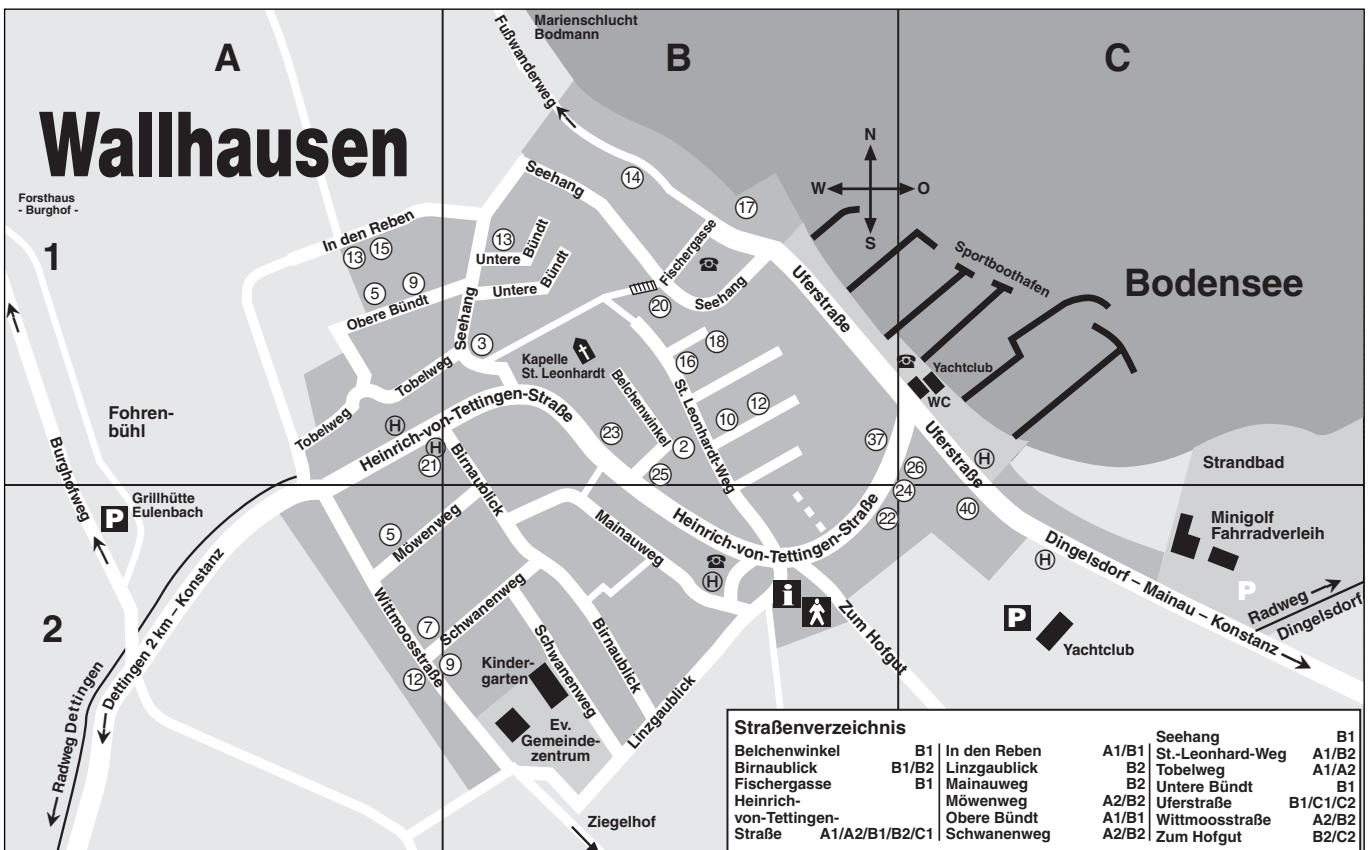 A
B
C
Wallhausen
Marienschlucht
Bodmann
Fußwanderweg
N
W
O
S
Forsthaus
- Burghof -
1
In den Reben
13
15
5
9
Obere Bündt
Seehang
14
17
13
Untere
Bündt
Untere
Bündt
Seehang
Fischergasse
Seehang
20
Uferstraße
Sportboothafen
Bodensee
3
Kapelle
St. Leonhardt
Belchenwinkel
18
16
St. Leonhardt-Weg
10
12
2
23
25
37
Yachtclub
WC
Uferstraße
H
Strandbad
26
24
22
40
Tobelweg
Tobelweg
Fohren-
bühl
H
H
21
Heinrich-von-Tettingen-Straße
Birnaublick
Burghofweg
P
Grillhütte
Eulenbach
2
5
Möwenweg
Mainauweg
Heinrich-von-Tettingen-Straße
H
i
Zum Hofgut
H
Minigolf
Fahrradverleih
P
Dingelsdorf – Mainau – Konstanz
Radweg
Dingelsdorf
P
Yachtclub
Radweg Dettingen
Dettingen 2 km – Konstanz
Wittmoosstraße
7
Schwanenweg
9
12
Schwanenweg
Birnaublick
Linzgaublick
Kinder-
garten
Ev.
Gemeinde-
zentrum
Ziegelhof
Straßenverzeichnis
Belchenwinkel B1
Birnaublick B1/B2
Fischergasse B1
Heinrich-
von-Tettingen-
Straße A1/A2/B1/B2/C1
In den Reben A1/B1
Linzgaublick B2
Mainauweg B2
Möwenweg A2/B2
Obere Bündt A1/B1
Schwanenweg A2/B2
Seehang B1
St.-Leonhard-Weg A1/B2
Tobelweg A1/A2
Untere Bündt B1
Uferstraße B1/C1/C2
Wittmoosstraße A2/B2
Zum Hofgut B2/C2